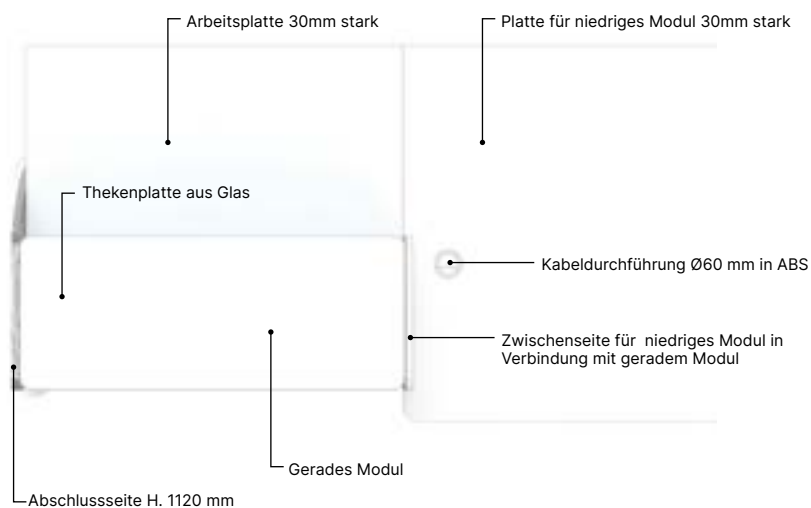 Arbeitsplatte 30mm stark
Platte für niedriges Modul 30mm stark
Thekenplatte aus Glas
Kabeldurchführung Ø60 mm in ABS
Zwischenseite für niedriges Modul in
Verbindung mit geradem Modul
Gerades Modul
Abschlussseite H. 1120 mm